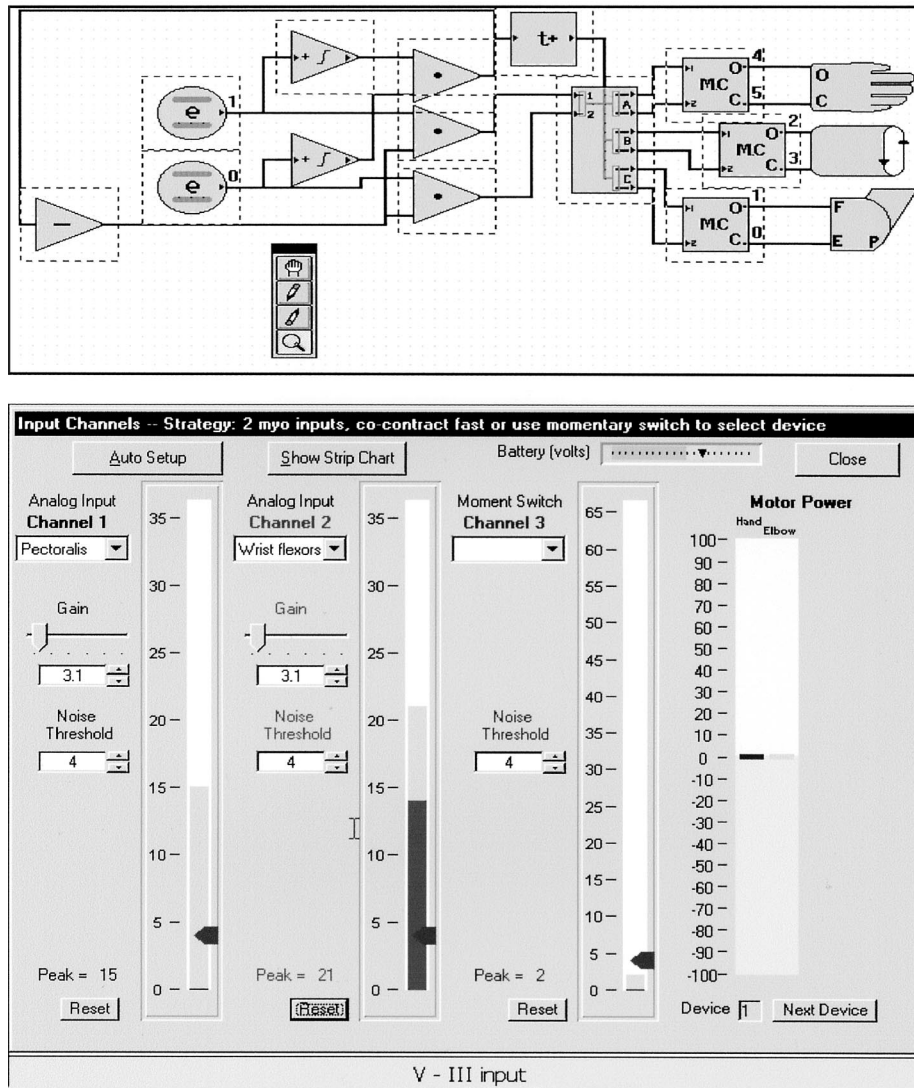 t+
4
+ ∫
1
MC
O
C
5
O
C
1
2
A
e
B
2
MC
O
C
3
+ ∫
0
e
C
1
MC
O
C
0
F
E
P
1
2
1
2
1
2
−
Input Channels -- Strategy: 2 myo inputs, co-contract fast or use momentary switch to select device
Auto Setup
Show Strip Chart
Battery (volts)
Close
Analog Input
Channel 1
Pectoralis
Gain
3.1
Noise
Threshold
4
Peak = 15
Reset
35
30
25
20
15
10
5
0
Analog Input
Channel 2
Wrist flexors
Gain
3.1
Noise
Threshold
4
Peak = 21
Reset
35
30
25
20
15
10
5
0
Moment Switch
Channel 3
Noise
Threshold
4
Peak = 2
Reset
65
60
55
50
45
40
35
30
25
20
15
10
5
0
Motor Power
Hand
Elbow
100
90
80
70
60
50
40
30
20
10
0
-10
-20
-30
-40
-50
-60
-70
-80
-90
-100
Device 1
Next Device
V - III input